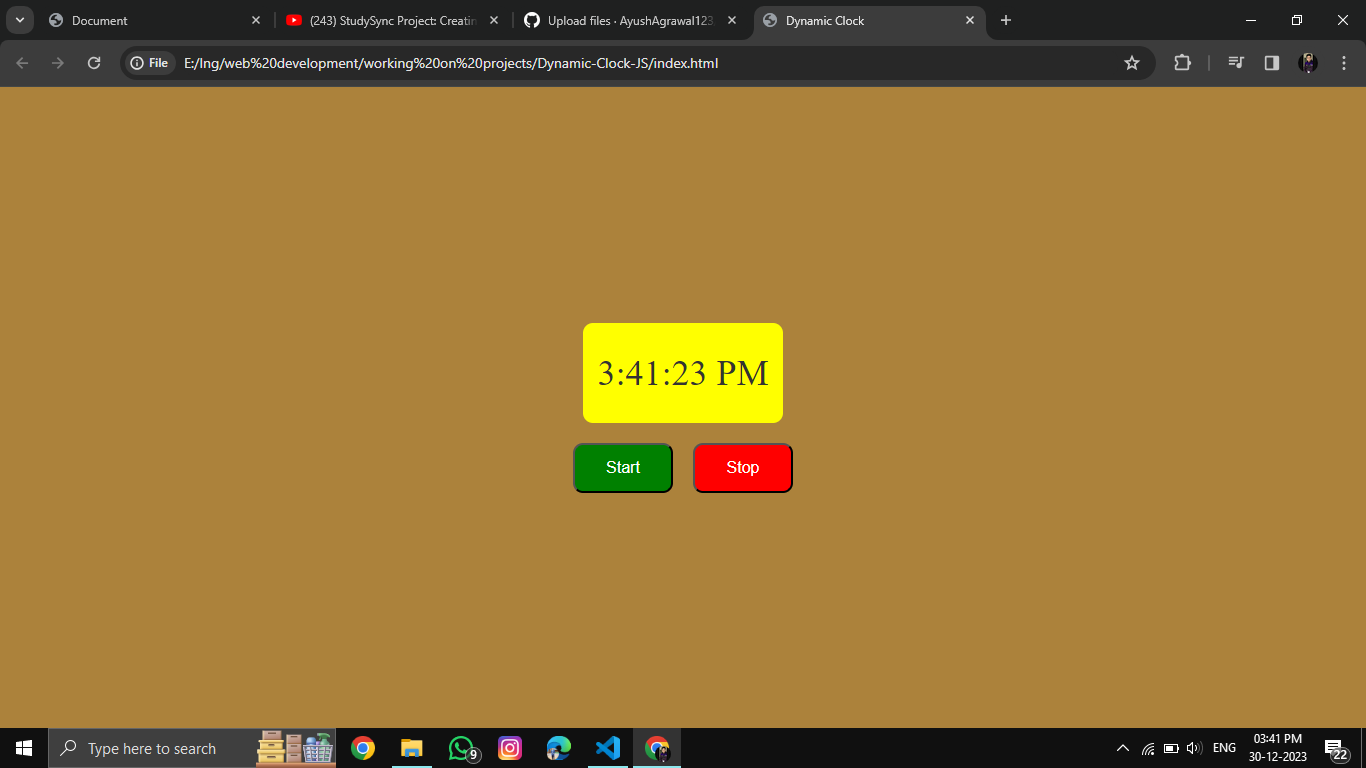 Document
(243) StudySync Project: Creatin
Upload files · AyushAgrawal123
Dynamic Clock
File
E:/Ing/web%20development/working%20on%20projects/Dynamic-Clock-JS/index.html
3:41:23 PM
Start
Stop
Type here to search
9
ENG
03:41 PM
30-12-2023
22